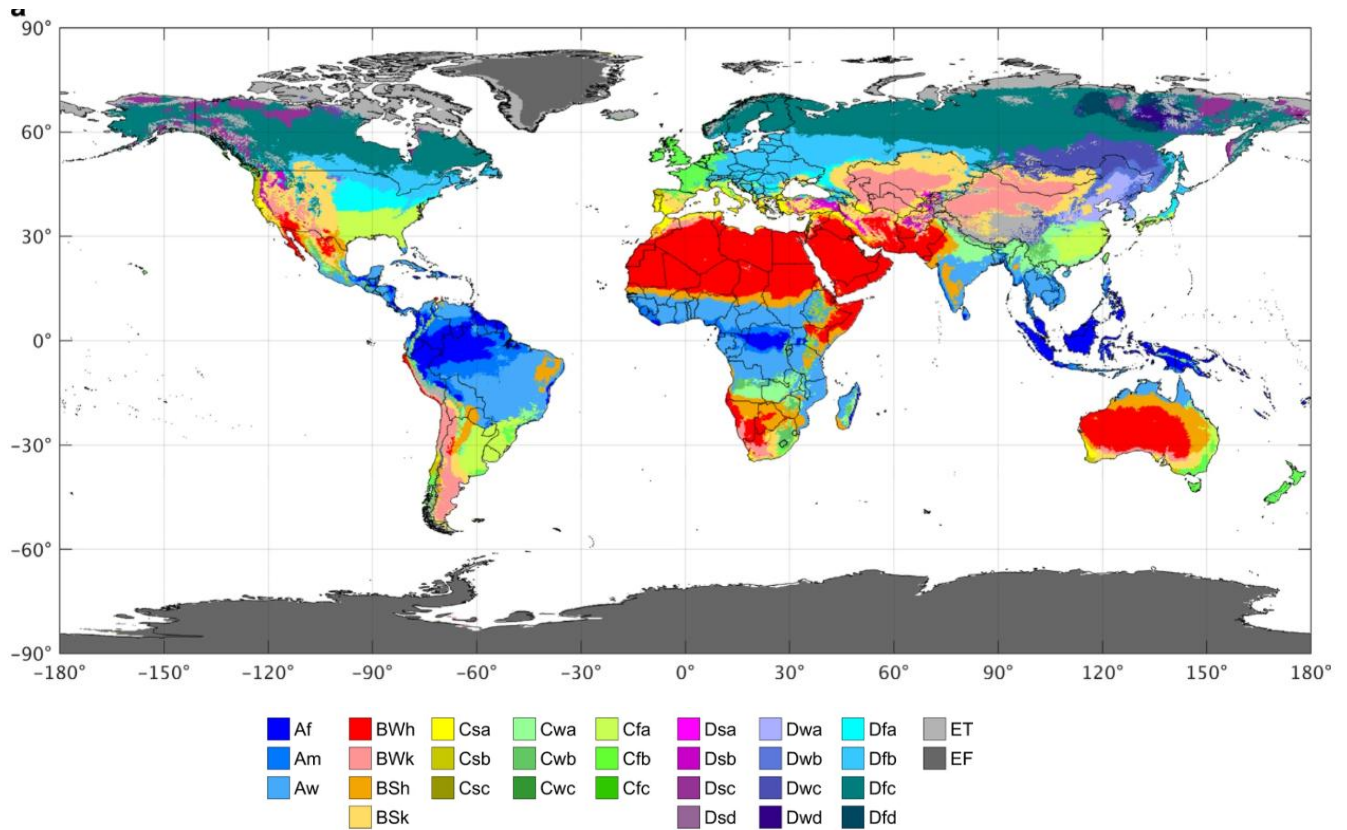 a
90°
60°
30°
0°
−30°
−60°
−90°
−180° −150° −120° −90° −60° −30° 0° 30° 60° 90° 120° 150° 180°
Af BWh Csa Cwa Cfa Dsa Dwa Dfa ET
Am BWk Csb Cwb Cfb Dsb Dwb Dfb EF
Aw BSh Csc Cwc Cfc Dsc Dwc Dfc
BSk Dsd Dwd Dfd